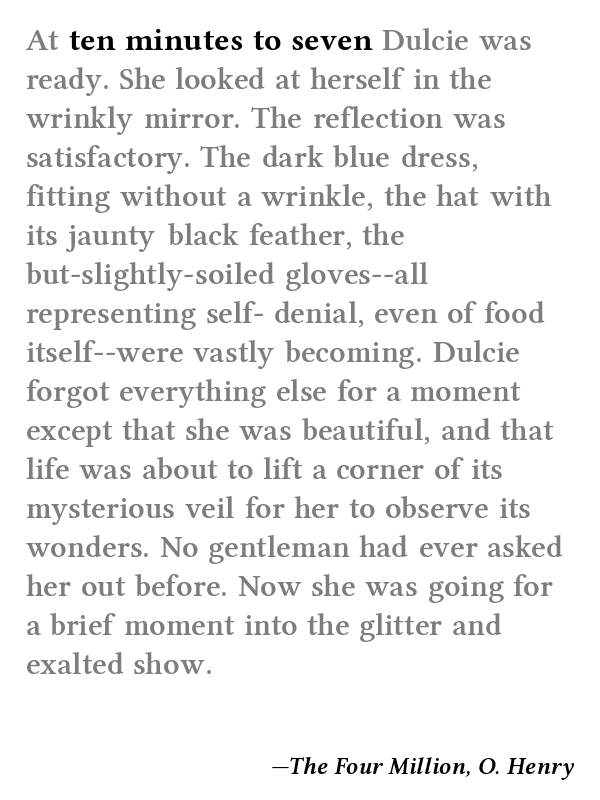 At ten minutes to seven Dulcie was
ready. She looked at herself in the
wrinkly mirror. The reflection was
satisfactory. The dark blue dress,
fitting without a wrinkle, the hat with
its jaunty black feather, the
but-slightly-soiled gloves--all
representing self- denial, even of food
itself--were vastly becoming. Dulcie
forgot everything else for a moment
except that she was beautiful, and that
life was about to lift a corner of its
mysterious veil for her to observe its
wonders. No gentleman had ever asked
her out before. Now she was going for
a brief moment into the glitter and
exalted show.
—The Four Million, O. Henry